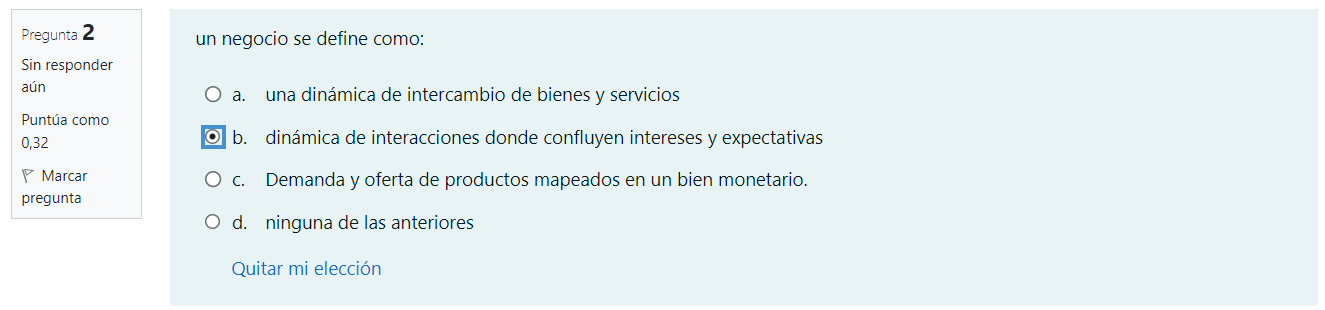 Pregunta 2
Sin responder
aún
Puntúa como
0,32
Marcar
pregunta
un negocio se define como:
a. una dinámica de intercambio de bienes y servicios
b. dinámica de interacciones donde confluyen intereses y expectativas
c. Demanda y oferta de productos mapeados en un bien monetario.
d. ninguna de las anteriores
Quitar mi elección